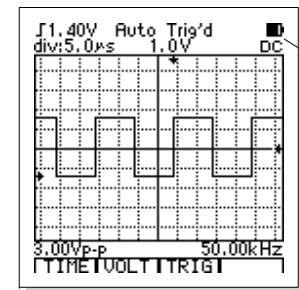 ʃ1.40V Auto Trig'd
div:5.0µs 1.0V DC
3.00Vp-p 50.00kHz
TIME VOLT TRIG